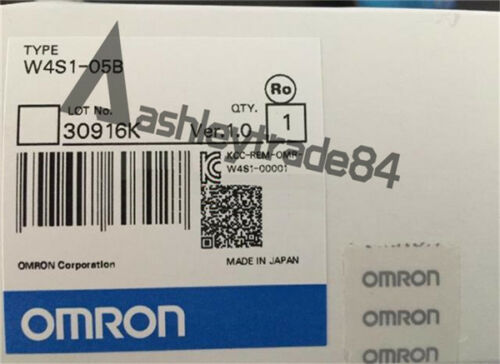 TYPE
W4S1-05B
Ro
LOT No.
QTY.
30916K
Ver.1.0
1
ashleytrade84
KCC-REM-OMR-
W4S1-00001
OMRON Corporation
MADE IN JAPAN
OMRON
OMRON
OMRON
OMRON